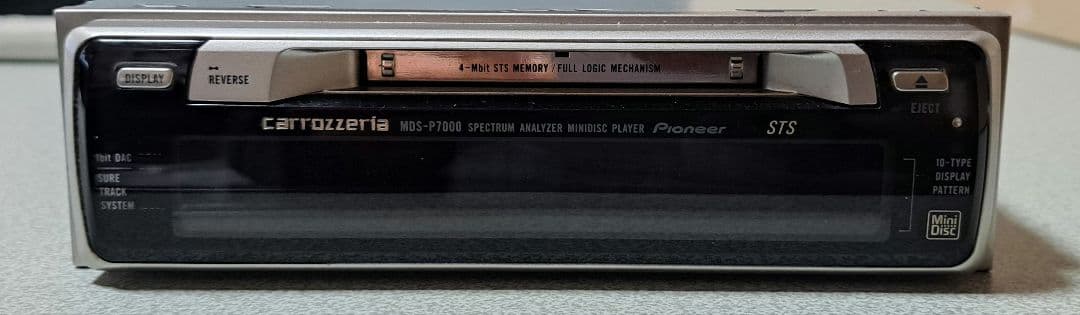 4-Mbit STS MEMORY / FULL LOGIC MECHANISM
DISPLAY
REVERSE
EJECT
carrozzeria MDS-P7000 SPECTRUM ANALYZER MINIDISC PLAYER Pioneer STS
1bit DAC
SURE
TRACK
SYSTEM
10-TYPE
DISPLAY
PATTERN
Mini
Disc